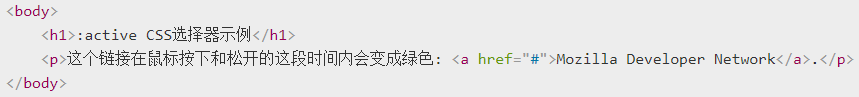 <body>
    <h1>:active CSS选择器示例</h1>
    <p>这个链接在鼠标按下和松开的这段时间内会变成绿色: <a href="#">Mozilla Developer Network</a>.</p>
</body>